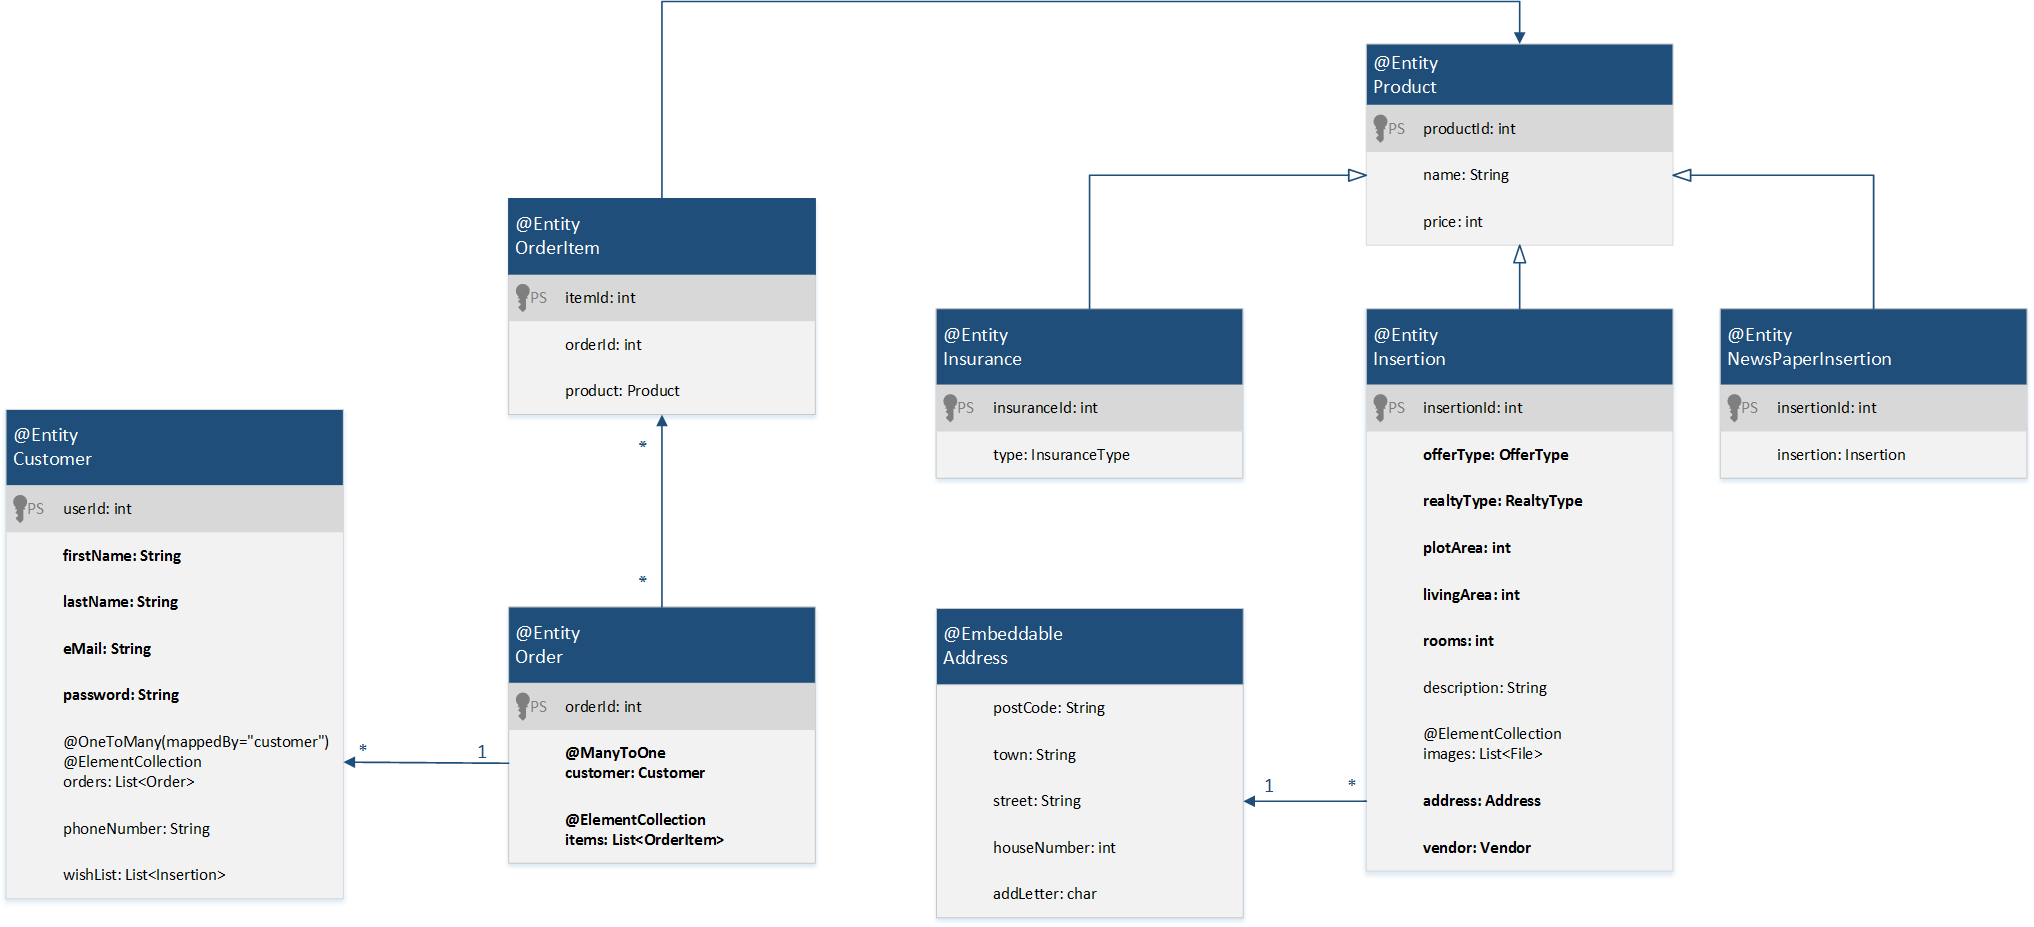 @Entity
Product
PS productId: int
name: String
price: int
@Entity
OrderItem
PS itemId: int
orderId: int
product: Product
*
*
@Entity
Insurance
PS insuranceId: int
type: InsuranceType
@Entity
Insertion
PS insertionId: int
offerType: OfferType
realtyType: RealtyType
plotArea: int
livingArea: int
rooms: int
description: String
@ElementCollection
images: List<File>
address: Address
vendor: Vendor
@Entity
NewsPaperInsertion
PS insertionId: int
insertion: Insertion
@Entity
Customer
PS userId: int
firstName: String
lastName: String
eMail: String
password: String
@OneToMany(mappedBy="customer")
@ElementCollection
orders: List<Order>
phoneNumber: String
wishList: List<Insertion>
* 1
@Entity
Order
PS orderId: int
@ManyToOne
customer: Customer
@ElementCollection
items: List<OrderItem>
@Embeddable
Address
postCode: String
town: String
street: String
houseNumber: int
addLetter: char
1 *